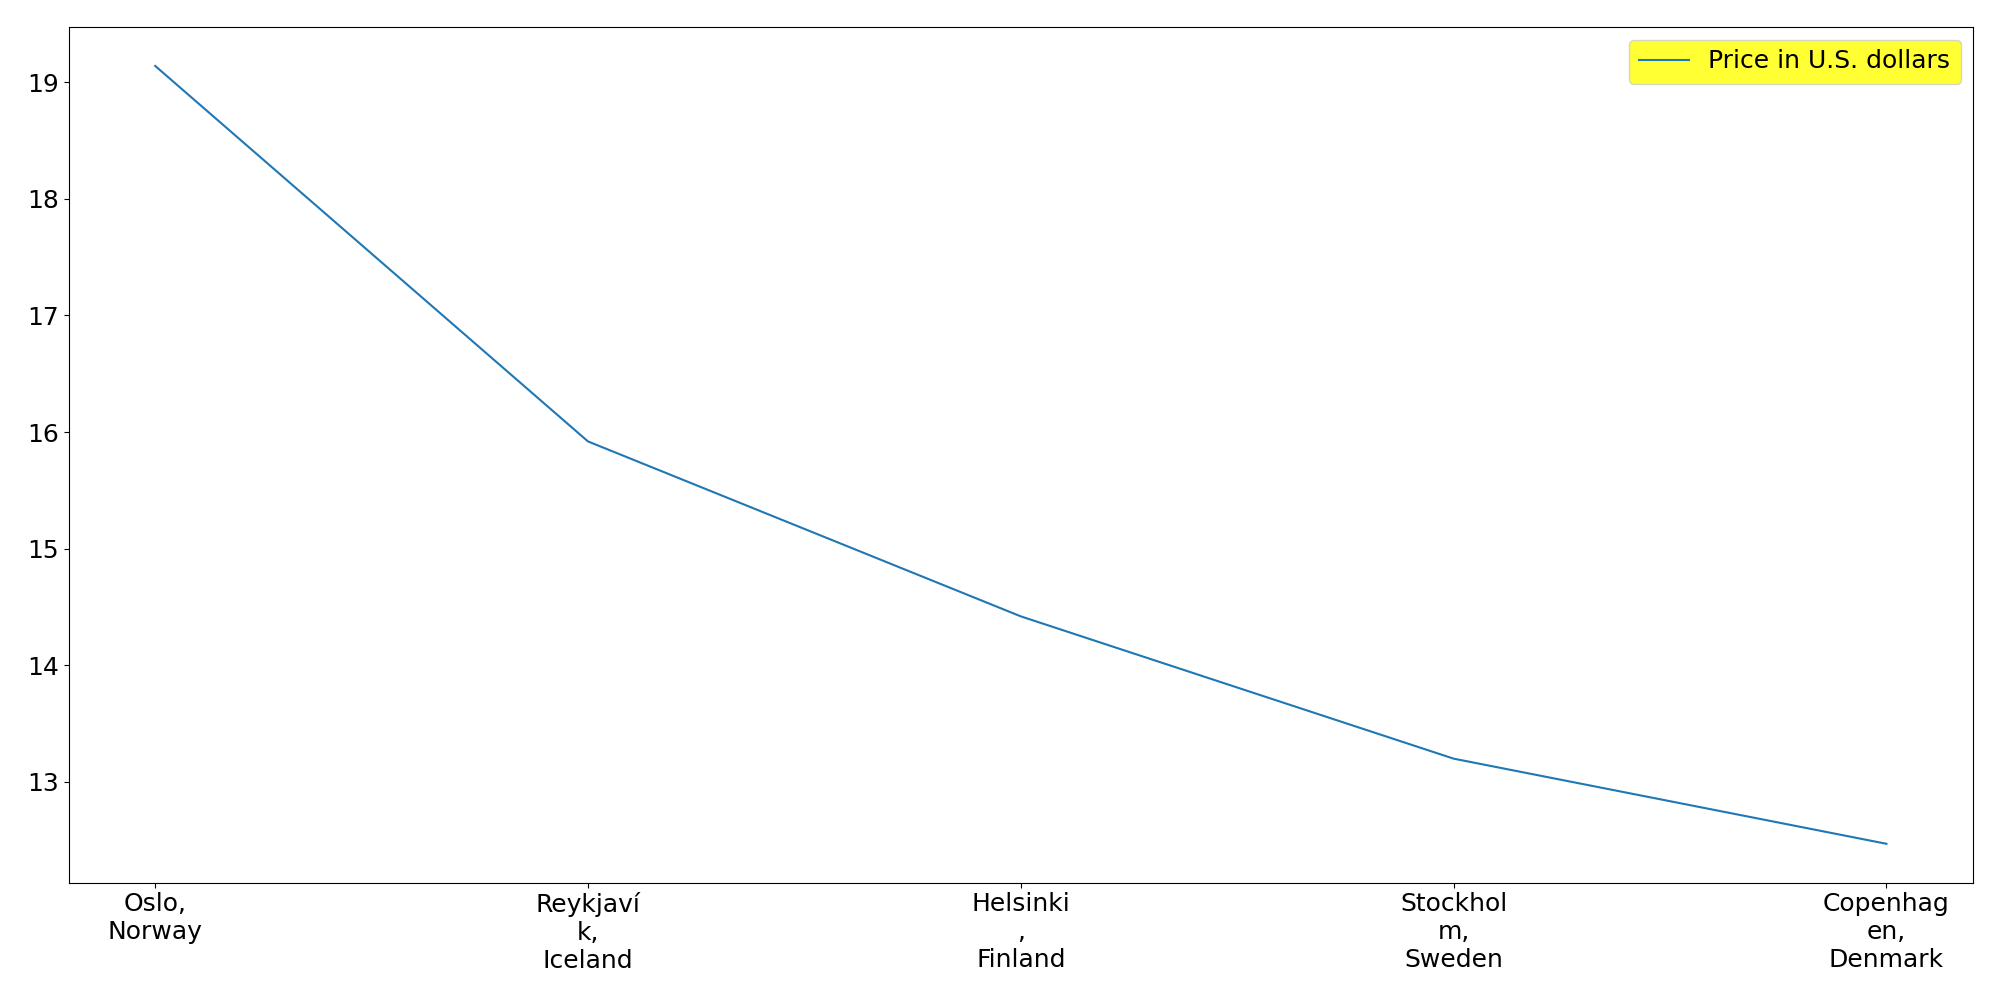 Price in U.S. dollars
19
18
17
16
15
14
13
Oslo,
Norway
Reykjaví
k,
Iceland
Helsinki
,
Finland
Stockhol
m,
Sweden
Copenhag
en,
Denmark